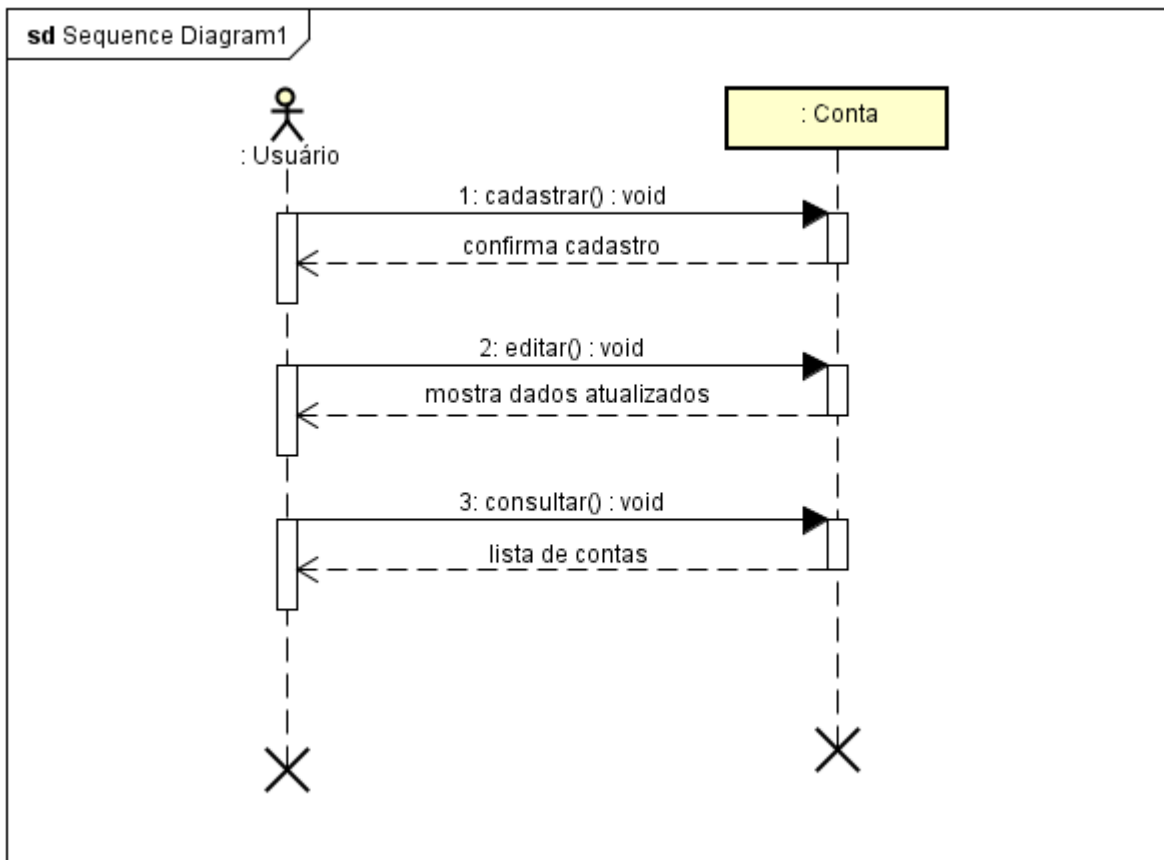 sd Sequence Diagram1
: Usuário
: Conta
1: cadastrar() : void
confirma cadastro
2: editar() : void
mostra dados atualizados
3: consultar() : void
lista de contas